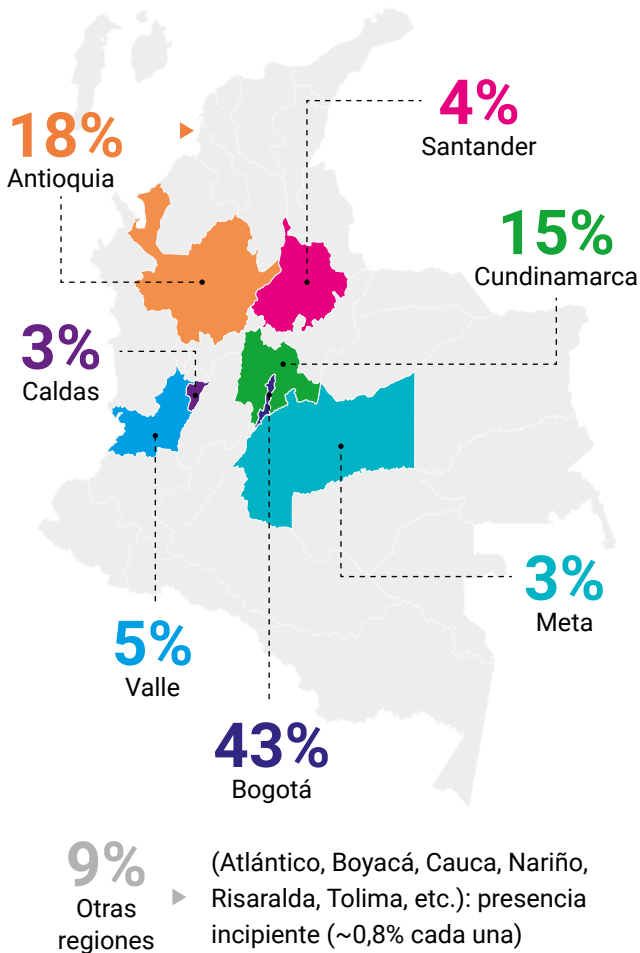 4%
Santander
18%
Antioquia
15%
Cundinamarca
3%
Caldas
3%
Meta
5%
Valle
43%
Bogotá
9%
Otras
regiones
(Atlántico, Boyacá, Cauca, Nariño,
Risaralda, Tolima, etc.): presencia
incipiente (~0,8% cada una)